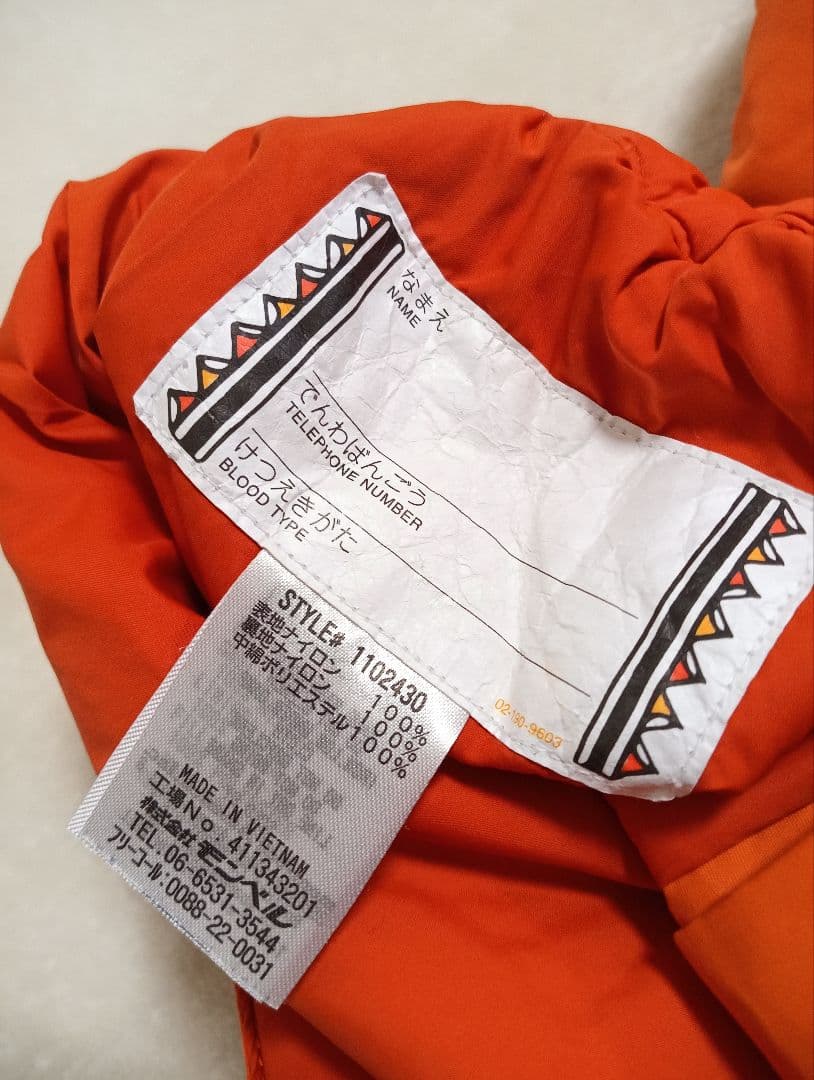 なまえ
NAME
でんわばんごう
TELEPHONE NUMBER
けつえきがた
BLOOD TYPE
02-190-9603
STYLE# 1102430
表地ナイロン 100%
裏地ナイロン 100%
中綿ポリエステル100%
MADE IN VIETNAM
工場No. 411343201
株式会社モンベル
TEL.06-6531-3544
フリーコール:0088-22-0031